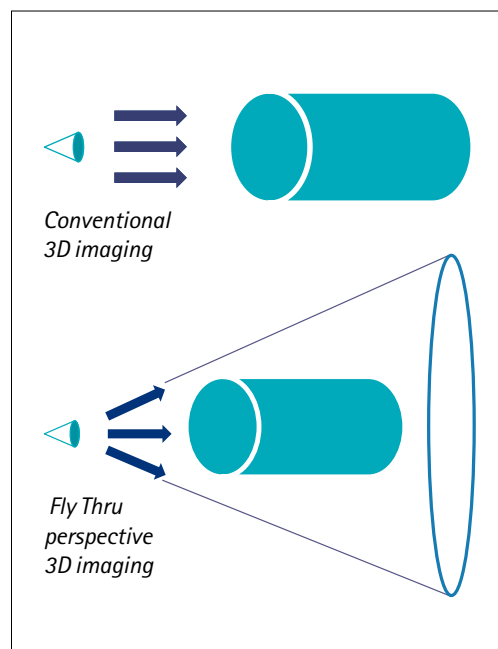 Conventional
3D imaging
Fly Thru
perspective
3D imaging